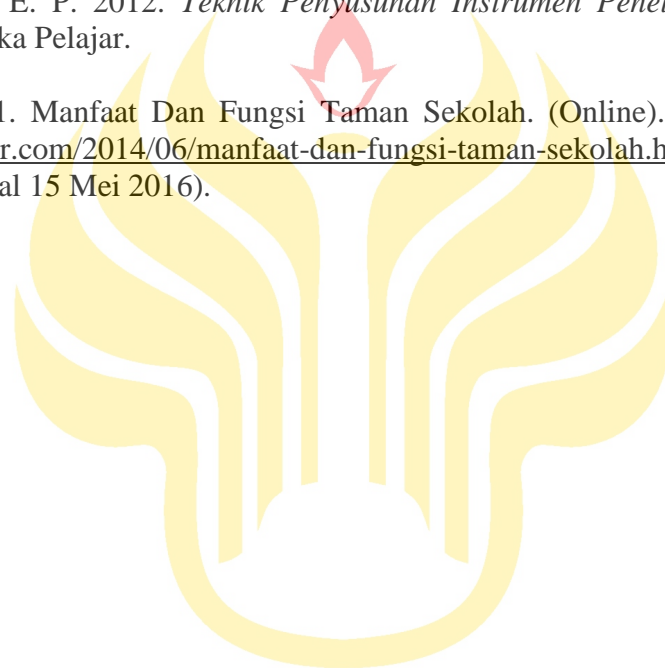 E. P. 2012. Teknik Penyusunan Instrumen Penel
ka Pelajar.
1. Manfaat Dan Fungsi Taman Sekolah. (Online).
r.com/2014/06/manfaat-dan-fungsi-taman-sekolah.h
al 15 Mei 2016).